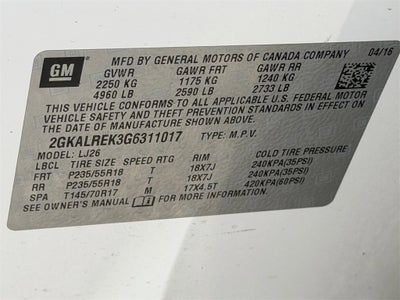 GM
MFD BY GENERAL MOTORS OF CANADA COMPANY 04/16
GVWR GAWR FRT GAWR RR
2250 KG 1175 KG 1240 KG
4960 LB 2590 LB 2733 LB
THIS VEHICLE CONFORMS TO ALL APPLICABLE U.S. FEDERAL MOTOR
VEHICLE SAFETY AND THEFT PREVENTION STANDARDS IN EFFECT ON
THE DATE OF MANUFACTURE SHOWN ABOVE.
2GKALREK3G6311017 TYPE: M.P.V.
MODEL: LJ26
LBC TIRE SIZE SPEED RTG RIM COLD TIRE PRESSURE
FRT P235/55R18 T 18X7J 240KPA(35PSI)
RR P235/55R18 T 18X7J 240KPA(35PSI)
SPA T145/70R17 M 17X4.5T 420KPA(60PSI)
SEE OWNER'S MANUAL FOR MORE INFORMATION.